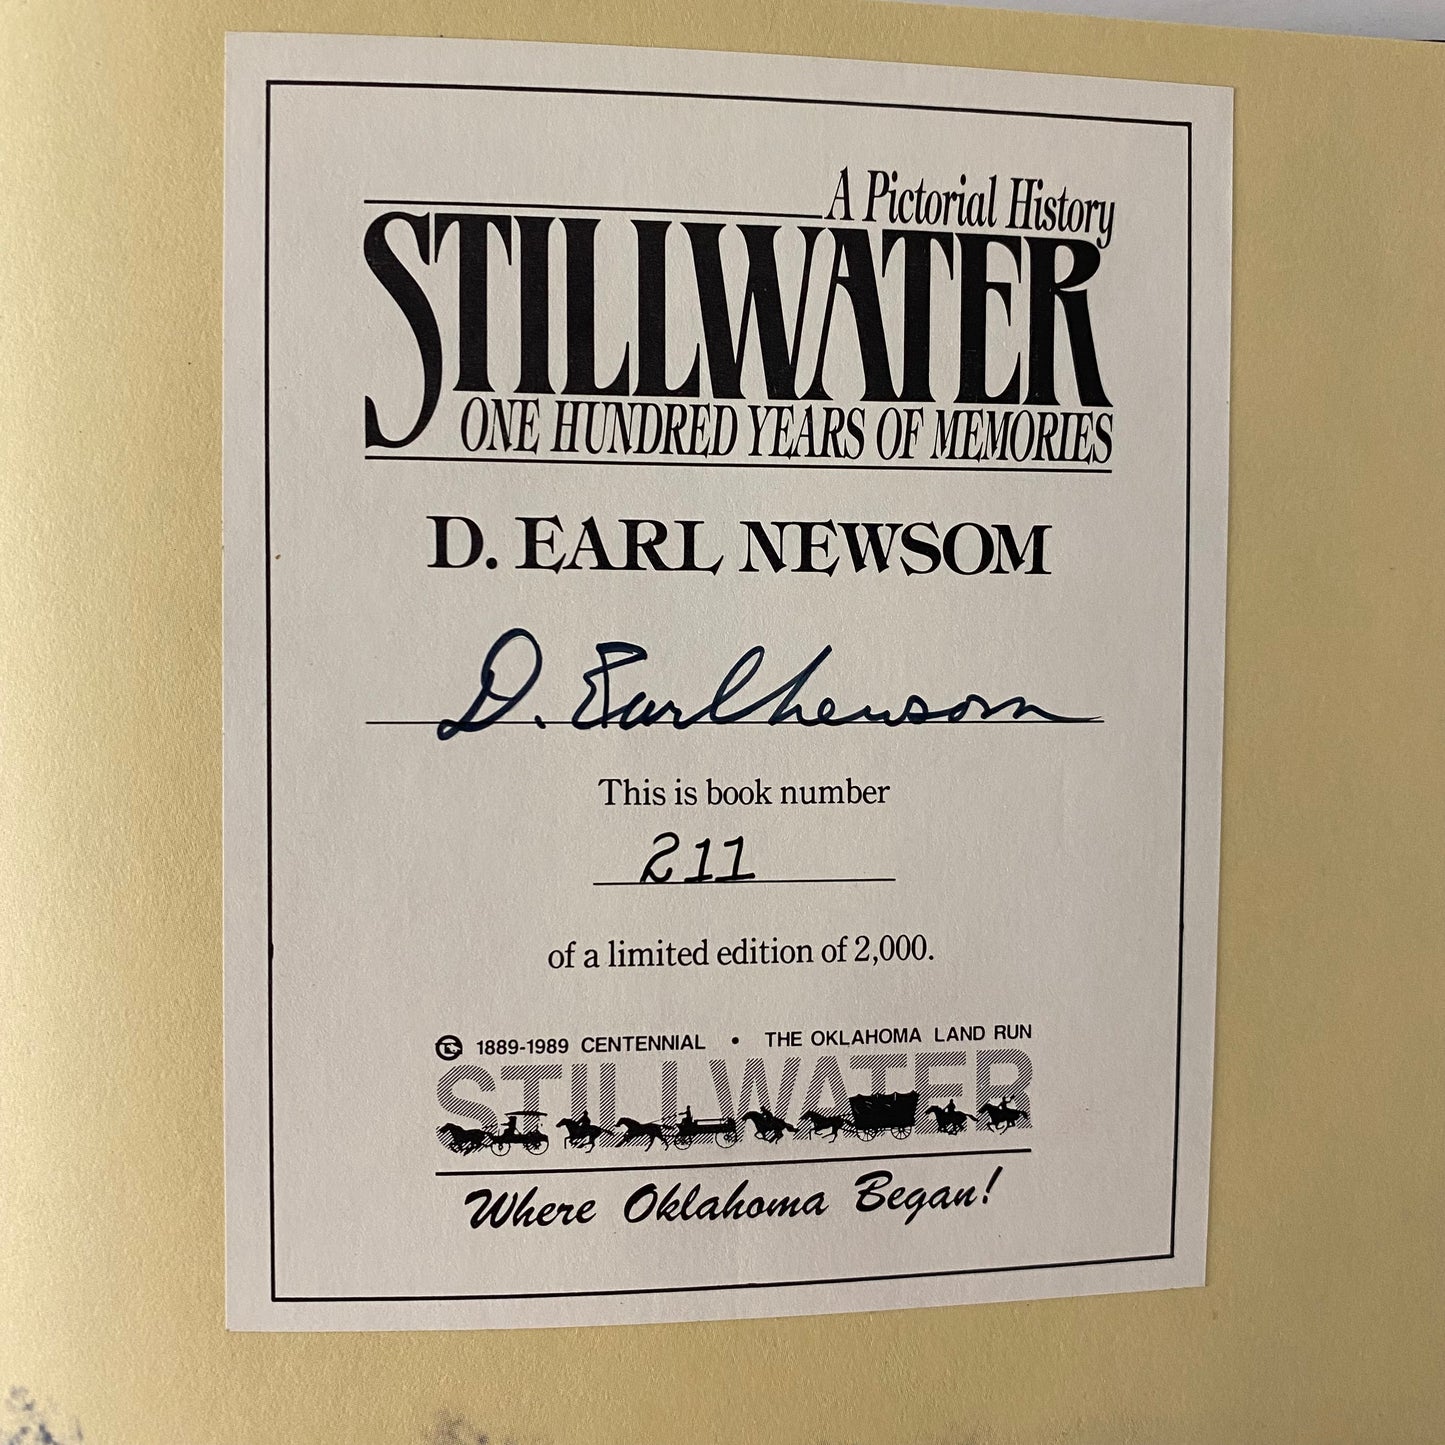 A Pictorial History
STILLWATER
ONE HUNDRED YEARS OF MEMORIES
D. EARL NEWSOM
D. Earl Newsom
This is book number
211
of a limited edition of 2,000.
1889-1989 CENTENNIAL • THE OKLAHOMA LAND RUN
STILLWATER
Where Oklahoma Began!